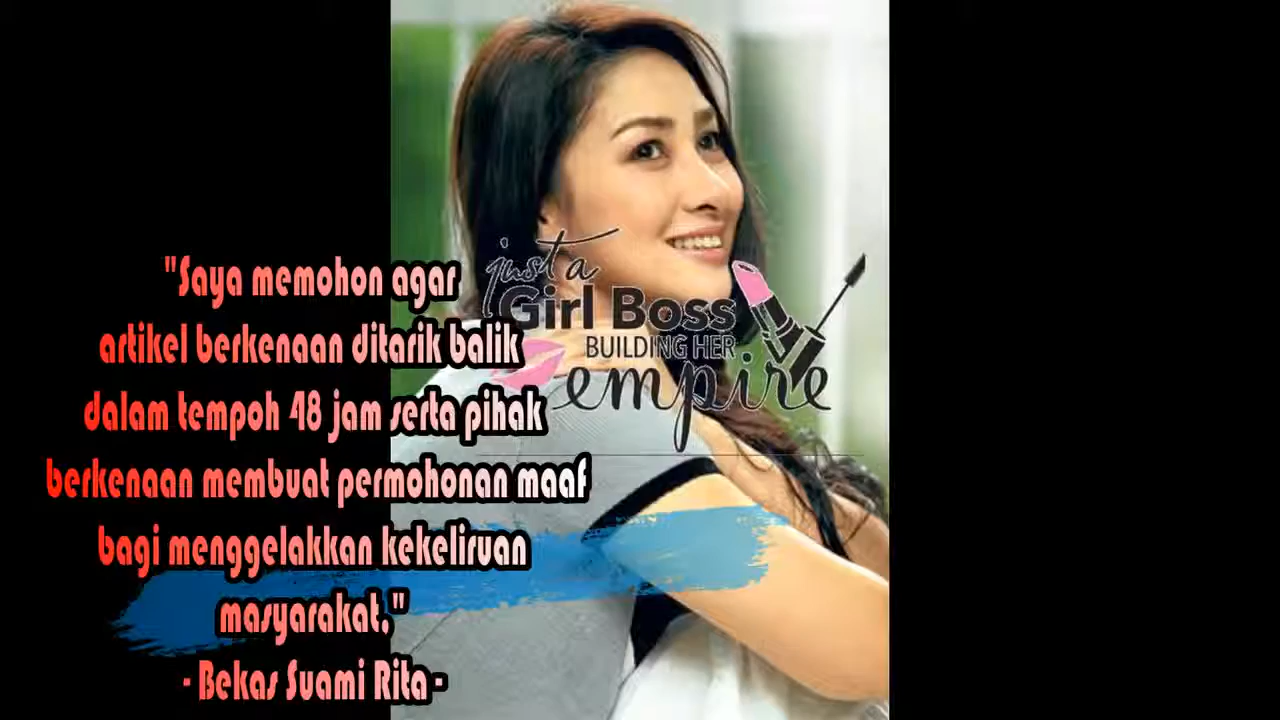 "Saya memohon agar
artikel berkenaan ditarik balik
dalam tempoh 48 jam serta pihak
berkenaan membuat permohonan maaf
bagi menggelakkan kekeliruan
masyarakat."
- Bekas Suami Rita -
just a
Girl Boss
BUILDING HER
empire